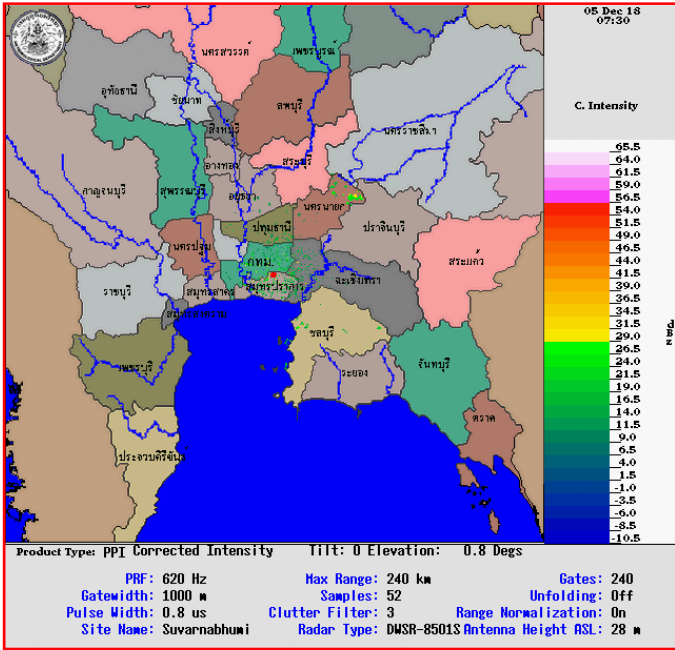 05 Dec 18
07:30
C. Intensity
นครสวรรค์
เพชรบูรณ์
อุทัยธานี
ชัยนาท
ลพบุรี
สิงห์บุรี
นครราชสีมา
อ่างทอง
สระบุรี
กาญจนบุรี
สุพรรณบุรี
อยุธยา
นครนายก
ปราจีนบุรี
ปทุมธานี
นครปฐม
กทม.
สระแก้ว
ฉะเชิงเทรา
ราชบุรี
สมุทรสาคร
สมุทรปราการ
สมุทรสงคราม
ชลบุรี
เพชรบุรี
ระยอง
จันทบุรี
ตราด
ประจวบคีรีขันธ์
65.5
64.0
61.5
59.0
56.5
54.0
51.5
49.0
46.5
44.0
41.5
39.0
36.5
34.0
31.5
29.0
26.5
24.0
21.5
19.0
16.5
14.0
11.5
9.0
6.5
4.0
1.5
-1.0
-3.5
-6.0
-8.5
-10.5
Product Type: PPI Corrected Intensity Tilt: 0 Elevation: 0.8 Degs
PRF: 620 Hz Max Range: 240 km Gates: 240
Gatewidth: 1000 m Samples: 52 Unfolding: Off
Pulse Width: 0.8 us Clutter Filter: 3 Range Normalization: On
Site Name: Suvarnabhumi Radar Type: DWSR-8501S Antenna Height ASL: 28 m